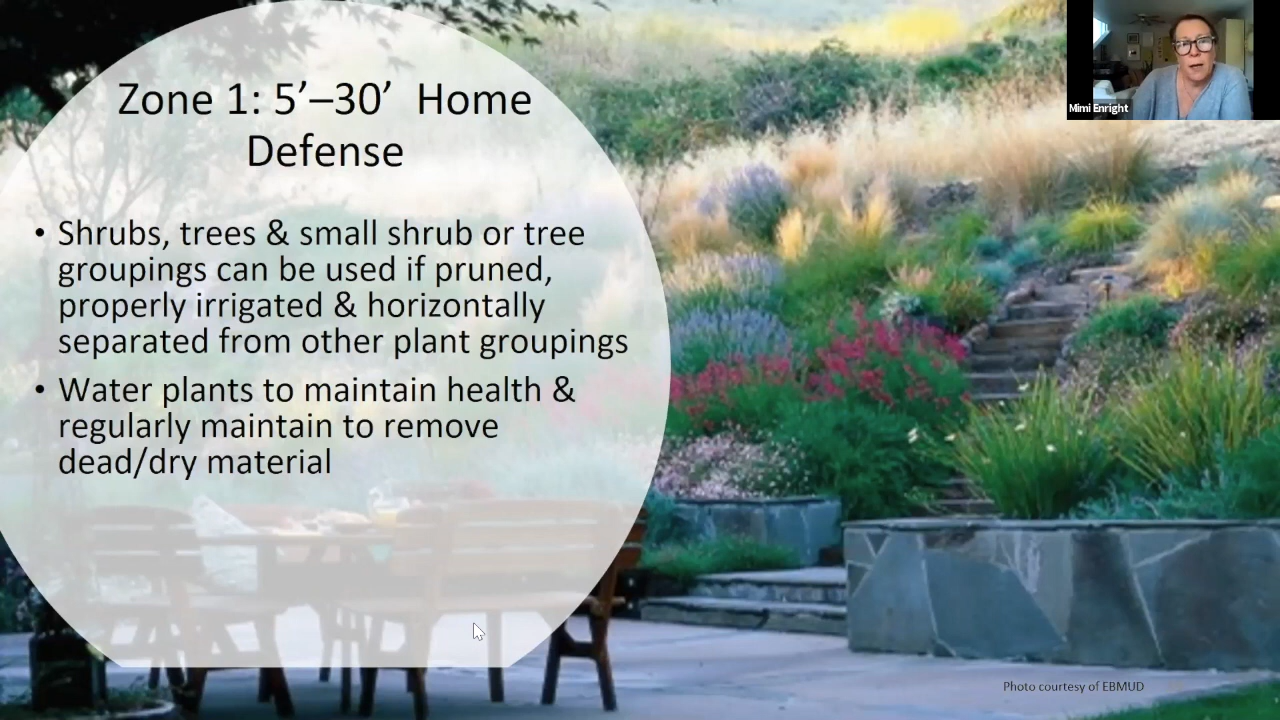 Zone 1: 5’–30’ Home
Defense
• Shrubs, trees & small shrub or tree
groupings can be used if pruned,
properly irrigated & horizontally
separated from other plant groupings
• Water plants to maintain health &
regularly maintain to remove
dead/dry material
Mimi Enright
Photo courtesy of EBMUD